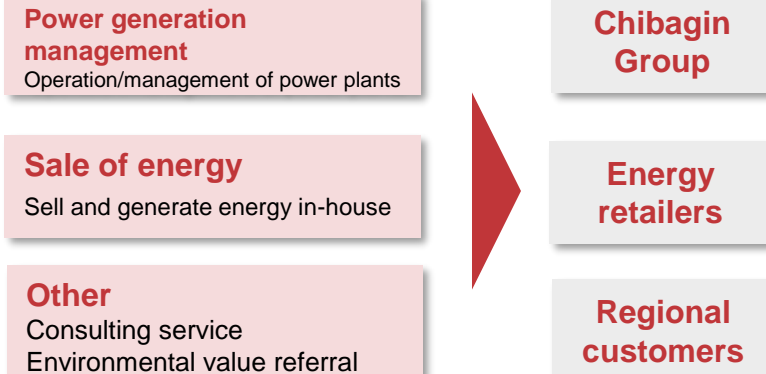 Power generation
management
Operation/management of power plants
Sale of energy
Sell and generate energy in-house
Other
Consulting service
Environmental value referral
Chibagin
Group
Energy
retailers
Regional
customers